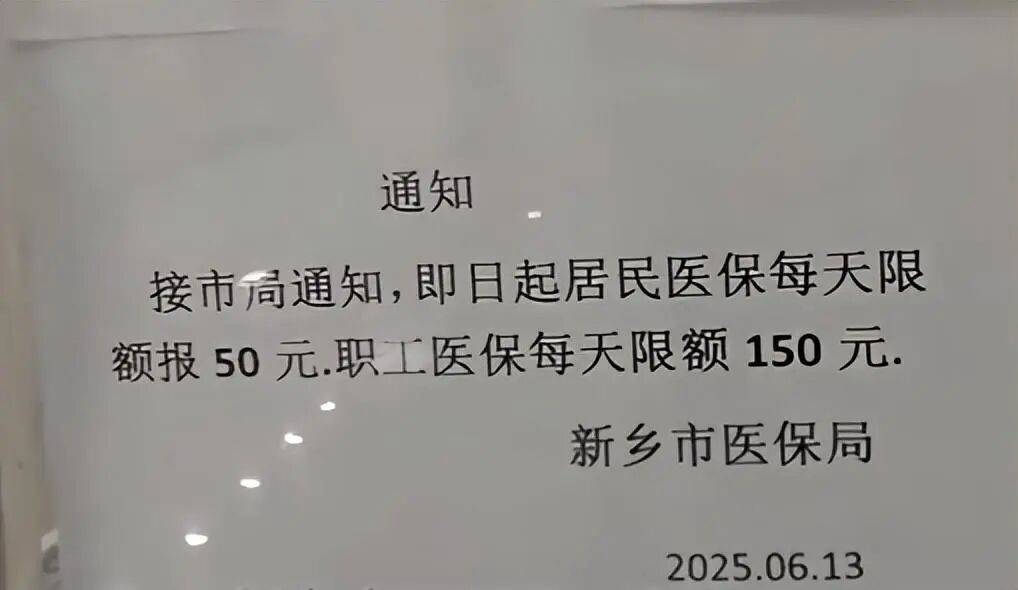 通知
接市局通知,即日起居民医保每天限
额报 50 元.职工医保每天限额 150 元.
新乡市医保局
2025.06.13